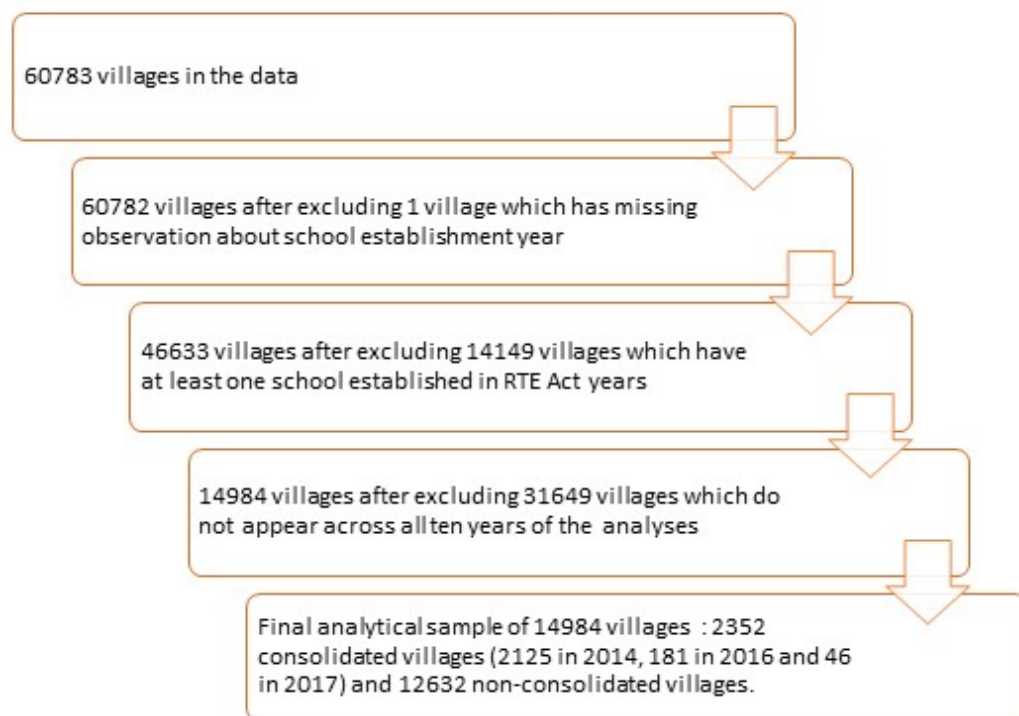 60783 villages in the data
60782 villages after excluding 1 village which has missing
observation about school establishment year
46633 villages after excluding 14149 villages which have
at least one school established in RTE Act years
14984 villages after excluding 31649 villages which do
not appear across all ten years of the analyses
Final analytical sample of 14984 villages : 2352
consolidated villages (2125 in 2014, 181 in 2016 and 46
in 2017) and 12632 non-consolidated villages.